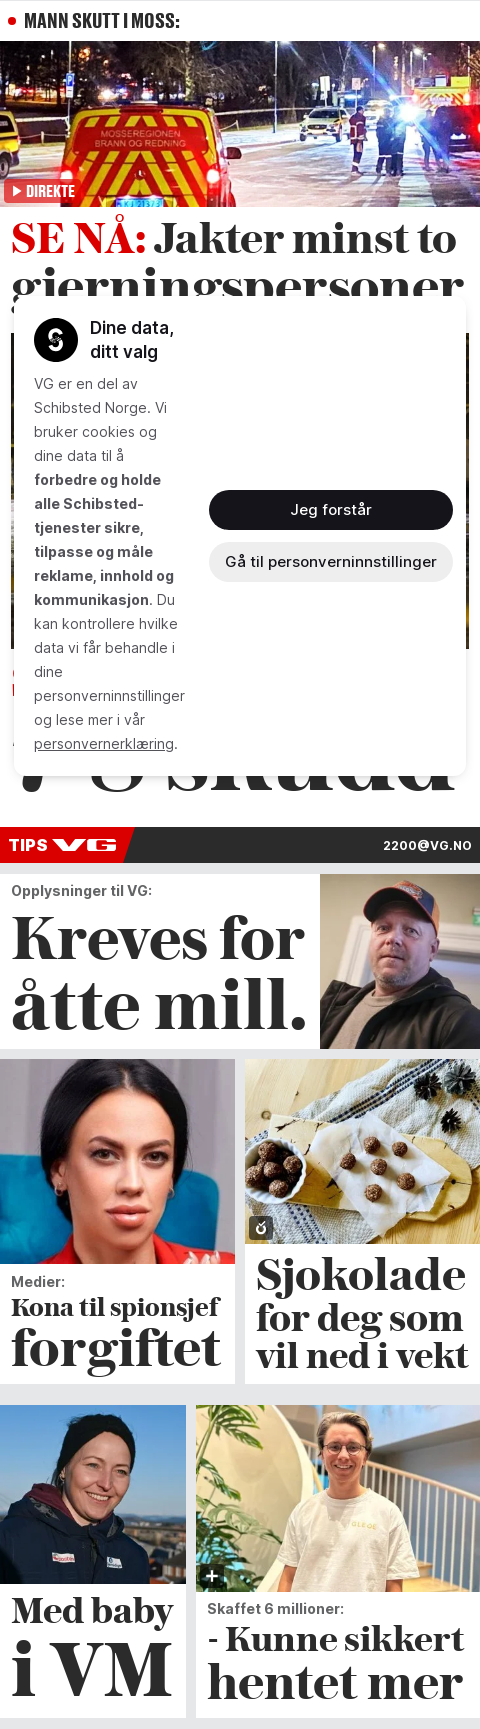 MANN SKUTT I MOSS:
MOSSEREGIONEN
BRANN OG REDNING
DIREKTE
SE NÅ: Jakter minst to
gjerningspersoner
Dine data,
ditt valg
VG er en del av
Schibsted Norge. Vi
bruker cookies og
dine data til å
forbedre og holde
alle Schibsted-
tjenester sikre,
tilpasse og måle
reklame, innhold og
kommunikasjon. Du
kan kontrollere hvilke
data vi får behandle i
dine
personverninnstillinger
og lese mer i vår
personvernerklæring.
Jeg forstår
Gå til personverninnstillinger
skudd
TIPS VG
2200@VG.NO
Opplysninger til VG:
Kreves for
åtte mill.
Medier:
Kona til spionsjef
forgiftet
Sjokolade
for deg som
vil ned i vekt
Med baby
i VM
GLEDE
Skaffet 6 millioner:
- Kunne sikkert
hentet mer